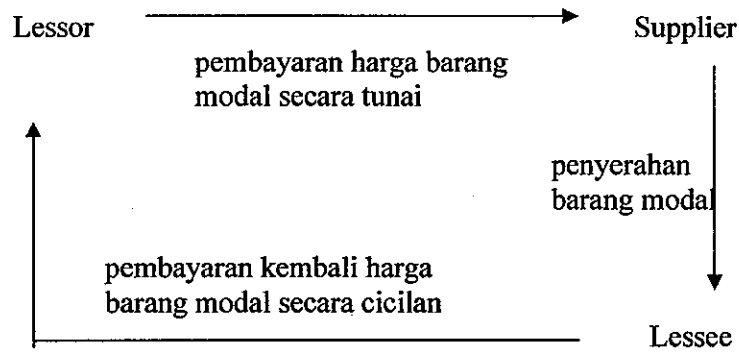 Lessor
Supplier
pembayaran harga barang
modal secara tunai
penyerahan
barang modal
pembayaran kembali harga
barang modal secara cicilan
Lessee